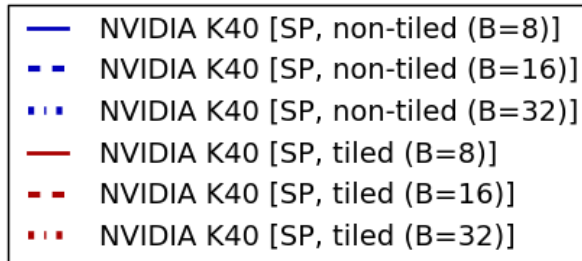 NVIDIA K40 [SP, non-tiled (B=8)]
NVIDIA K40 [SP, non-tiled (B=16)]
NVIDIA K40 [SP, non-tiled (B=32)]
NVIDIA K40 [SP, tiled (B=8)]
NVIDIA K40 [SP, tiled (B=16)]
NVIDIA K40 [SP, tiled (B=32)]